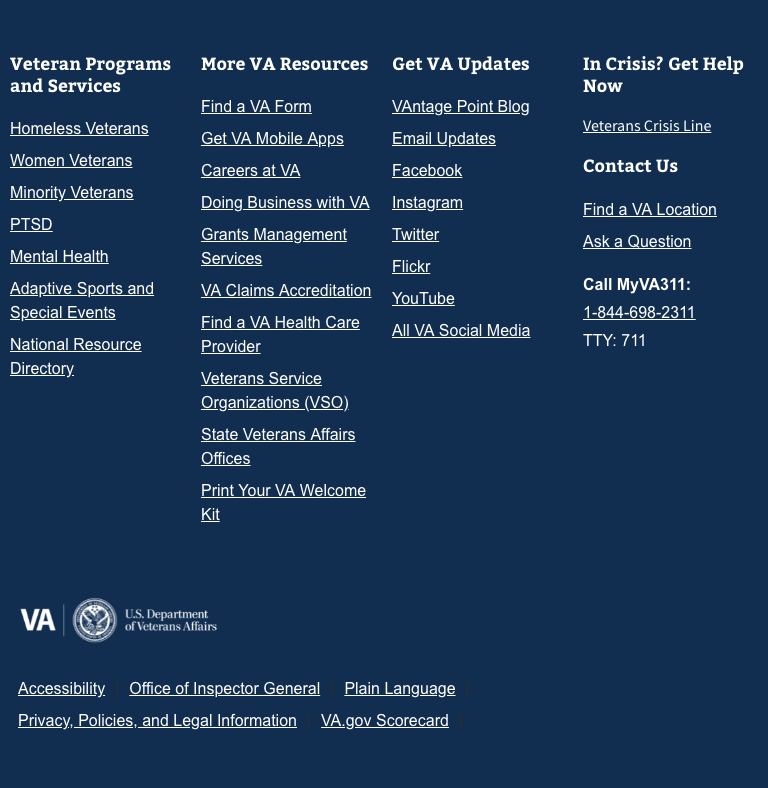 Veteran Programs
and Services
Homeless Veterans
Women Veterans
Minority Veterans
PTSD
Mental Health
Adaptive Sports and
Special Events
National Resource
Directory
More VA Resources
Find a VA Form
Get VA Mobile Apps
Careers at VA
Doing Business with VA
Grants Management
Services
VA Claims Accreditation
Find a VA Health Care
Provider
Veterans Service
Organizations (VSO)
State Veterans Affairs
Offices
Print Your VA Welcome
Kit
Get VA Updates
VAntage Point Blog
Email Updates
Facebook
Instagram
Twitter
Flickr
YouTube
All VA Social Media
In Crisis? Get Help
Now
Veterans Crisis Line
Contact Us
Find a VA Location
Ask a Question
Call MyVA311:
1-844-698-2311
TTY: 711
VA
U.S. Department
of Veterans Affairs
Accessibility Office of Inspector General Plain Language
Privacy, Policies, and Legal Information VA.gov Scorecard